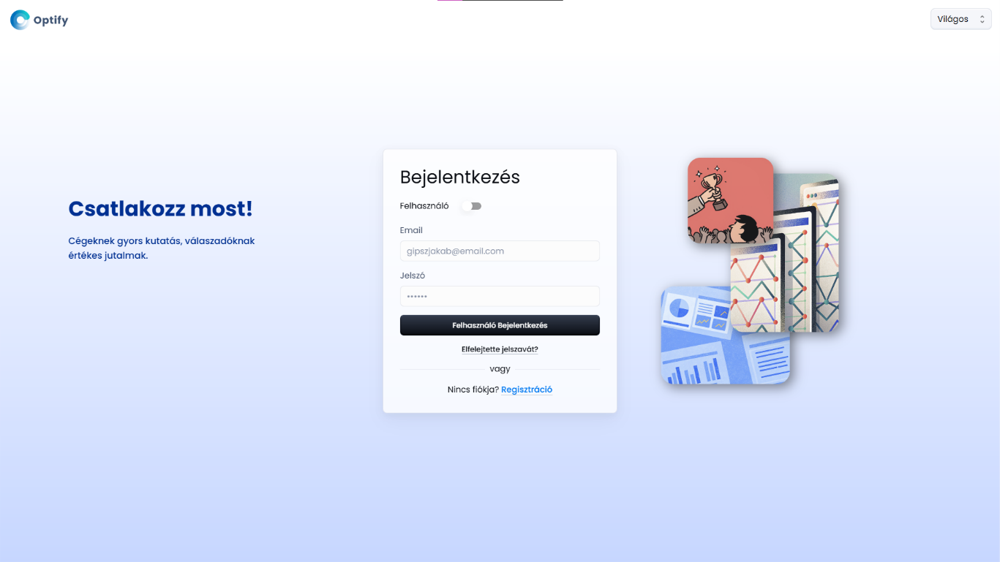 Optify
Világos
Csatlakozz most!
Cégeknek gyors kutatás, válaszadóknak
értékes jutalmak.
Bejelentkezés
Felhasználó
Email
gipszjakab@email.com
Jelszó
••••••
Felhasználó Bejelentkezés
Elfelejtette jelszavát?
vagy
Nincs fiókja? Regisztráció